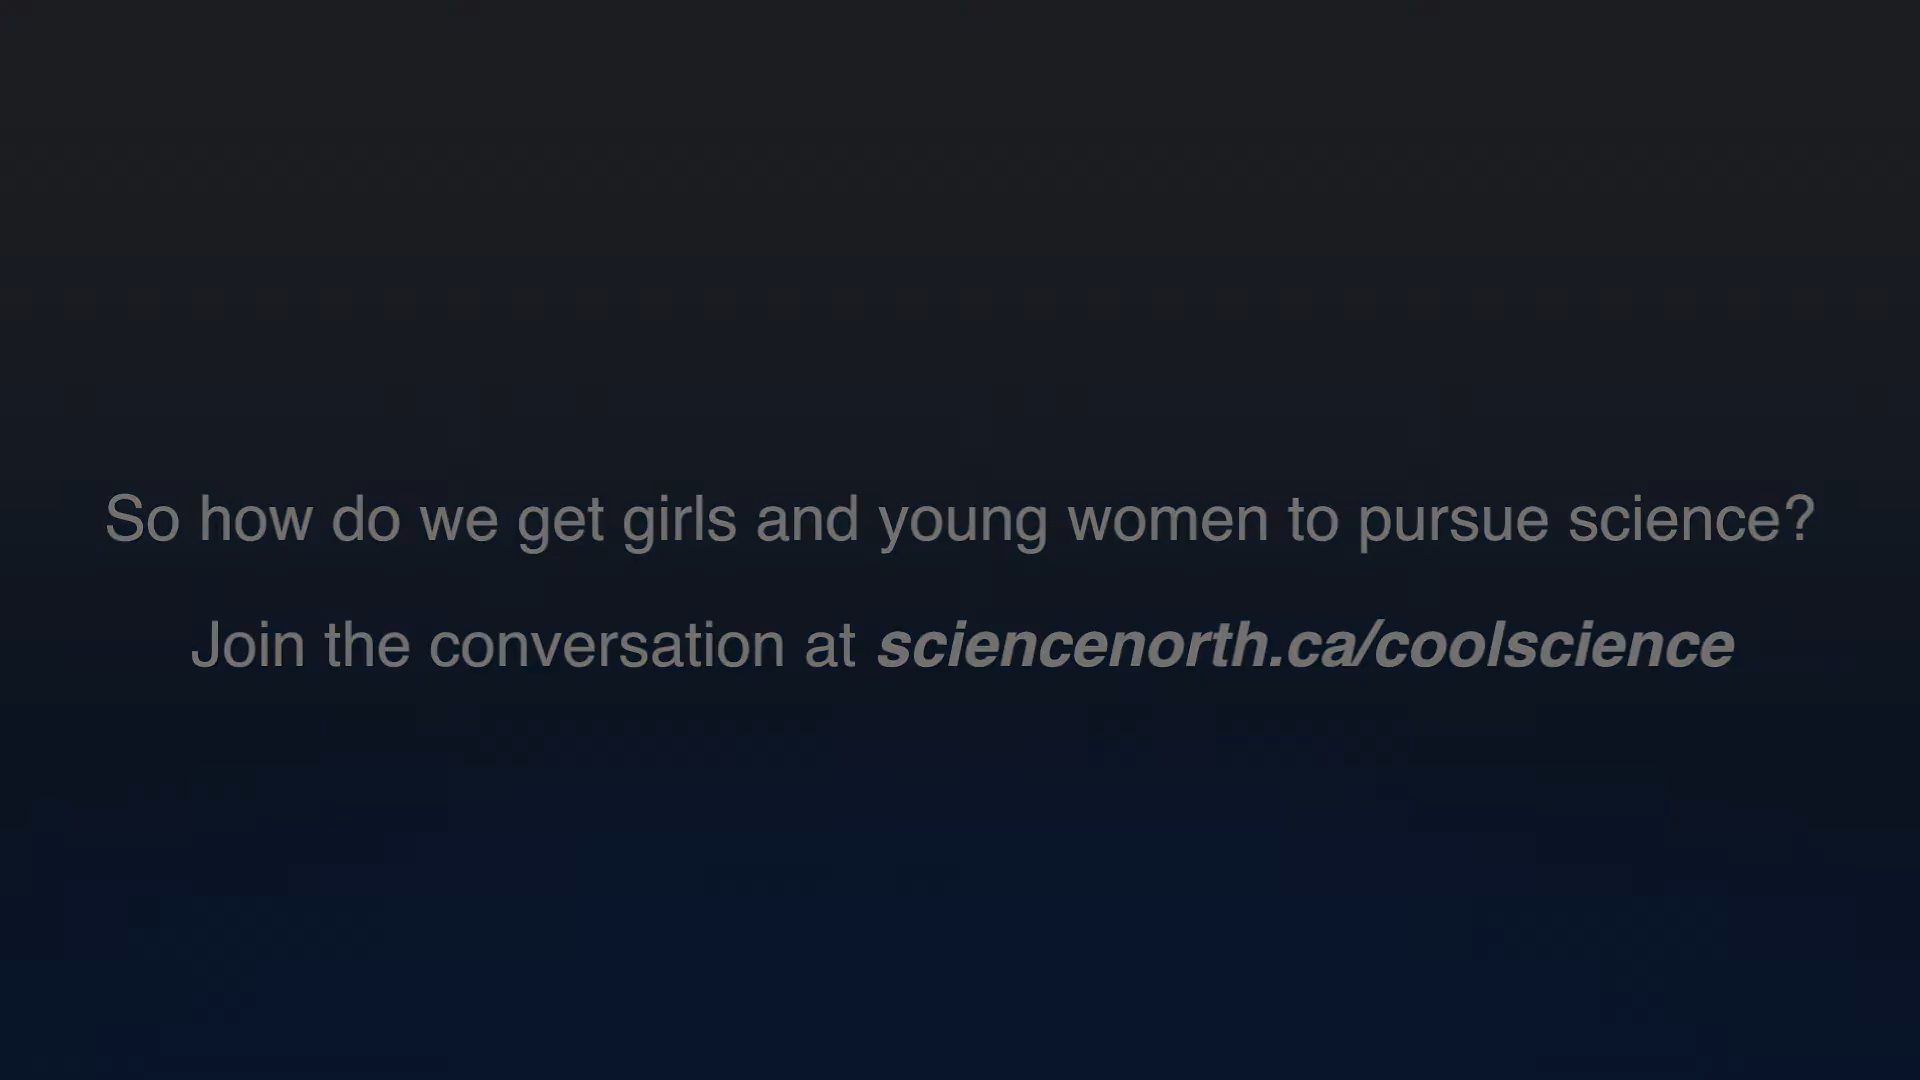 So how do we get girls and young women to pursue science?
Join the conversation at sciencenorth.ca/coolscience